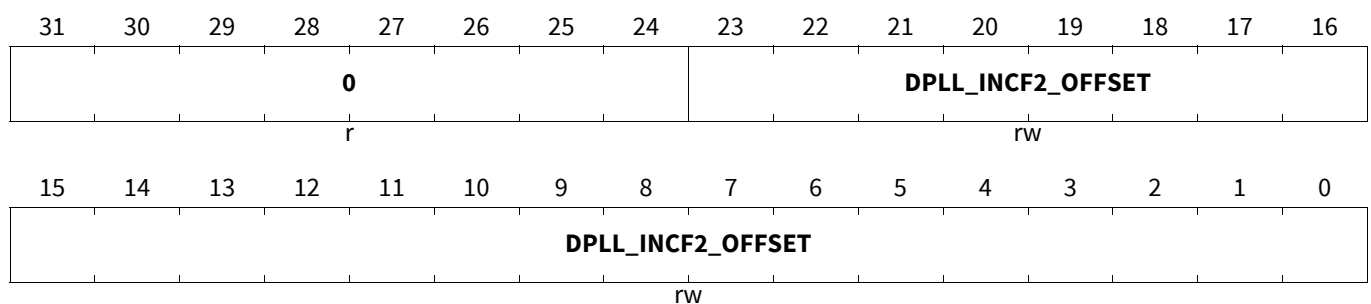 31 30 29 28 27 26 25 24 23 22 21 20 19 18 17 16
0 DPLL_INCF2_OFFSET
r rw
15 14 13 12 11 10 9 8 7 6 5 4 3 2 1 0
DPLL_INCF2_OFFSET
rw